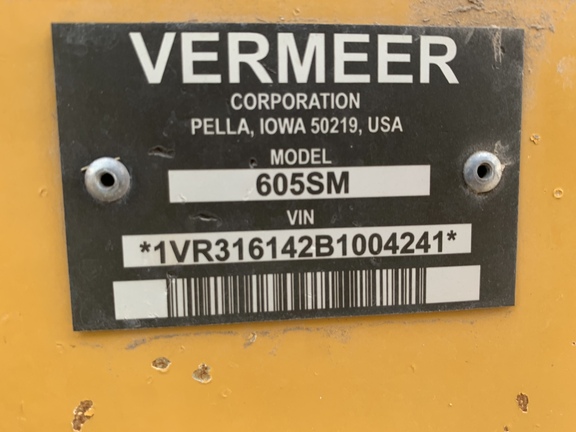 VERMEER
CORPORATION
PELLA, IOWA 50219, USA
MODEL
605SM
VIN
*1VR316142B1004241*